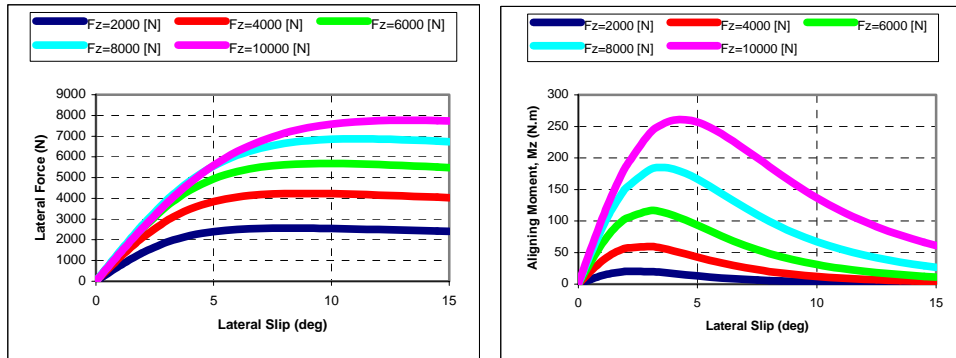 Fz=2000 [N] Fz=4000 [N] Fz=6000 [N]
Fz=8000 [N] Fz=10000 [N]
9000
8000
7000
6000
5000
4000
3000
2000
1000
0
0 5 10 15
Lateral Force (N)
Lateral Slip (deg)
Fz=2000 [N] Fz=4000 [N] Fz=6000 [N]
Fz=8000 [N] Fz=10000 [N]
300
250
200
150
100
50
0
0 5 10 15
Aligning Moment, Mz (N.m)
Lateral Slip (deg)